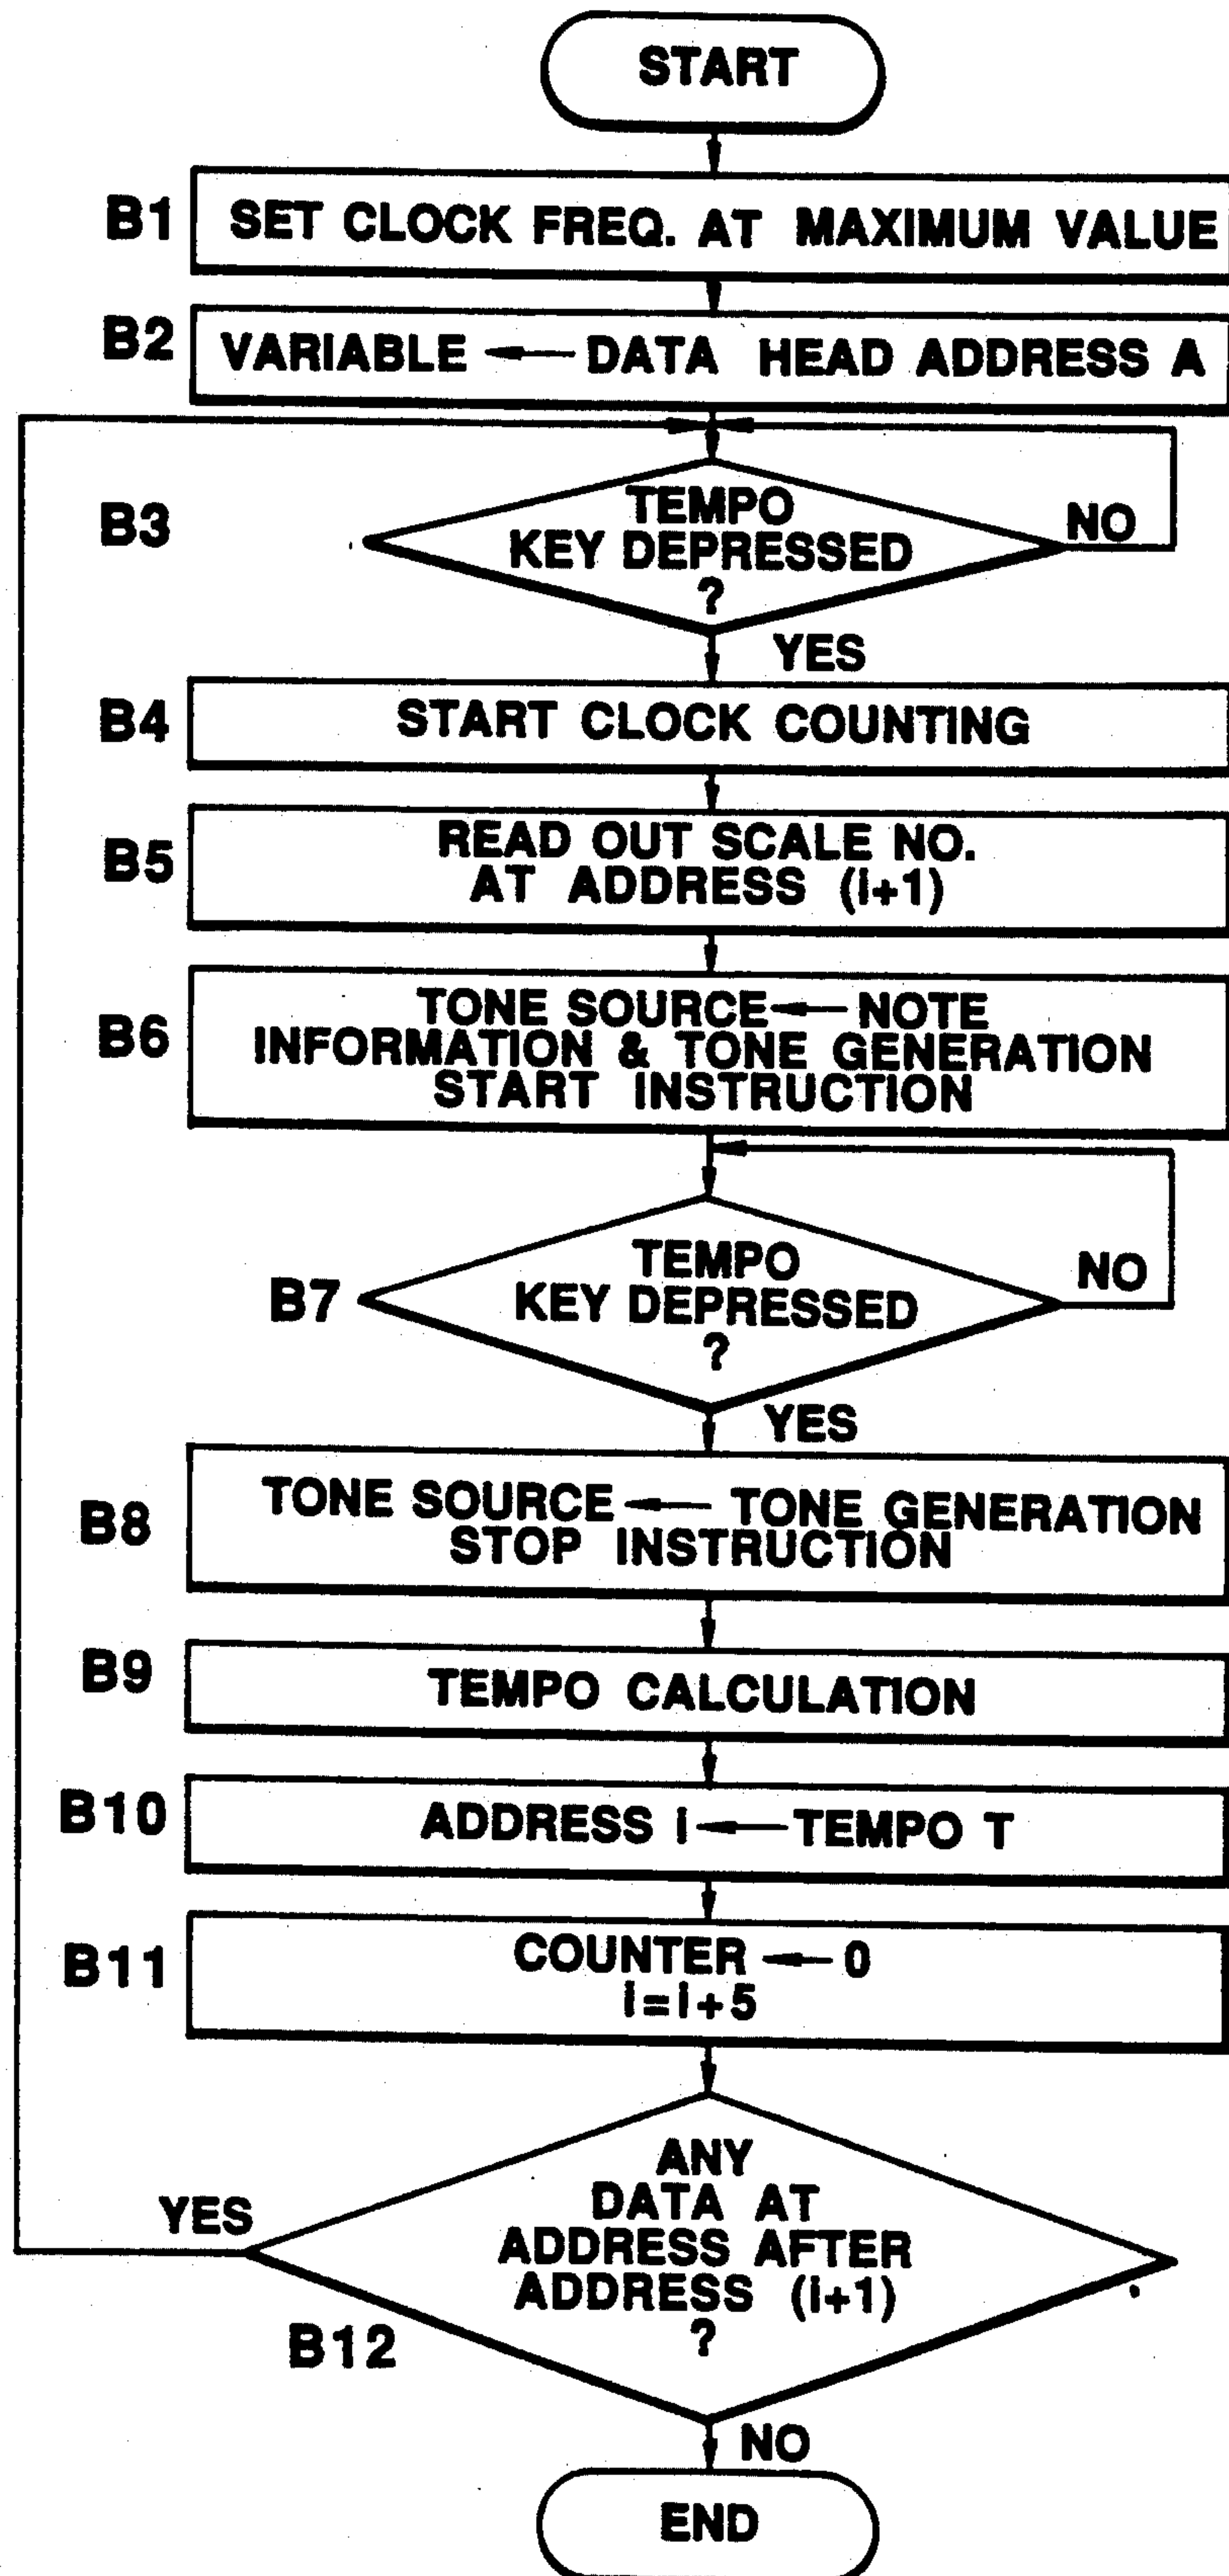 START
B1
SET CLOCK FREQ. AT MAXIMUM VALUE
B2
VARIABLE ← DATA HEAD ADDRESS A
B3
TEMPO
KEY DEPRESSED
?
NO
YES
B4
START CLOCK COUNTING
B5
READ OUT SCALE NO.
AT ADDRESS (i+1)
B6
TONE SOURCE ← NOTE
INFORMATION & TONE GENERATION
START INSTRUCTION
B7
TEMPO
KEY DEPRESSED
?
NO
YES
B8
TONE SOURCE ← TONE GENERATION
STOP INSTRUCTION
B9
TEMPO CALCULATION
B10
ADDRESS i ← TEMPO T
B11
COUNTER ← 0
i=i+5
B12
ANY
DATA AT
ADDRESS AFTER
ADDRESS (i+1)
?
YES
NO
END